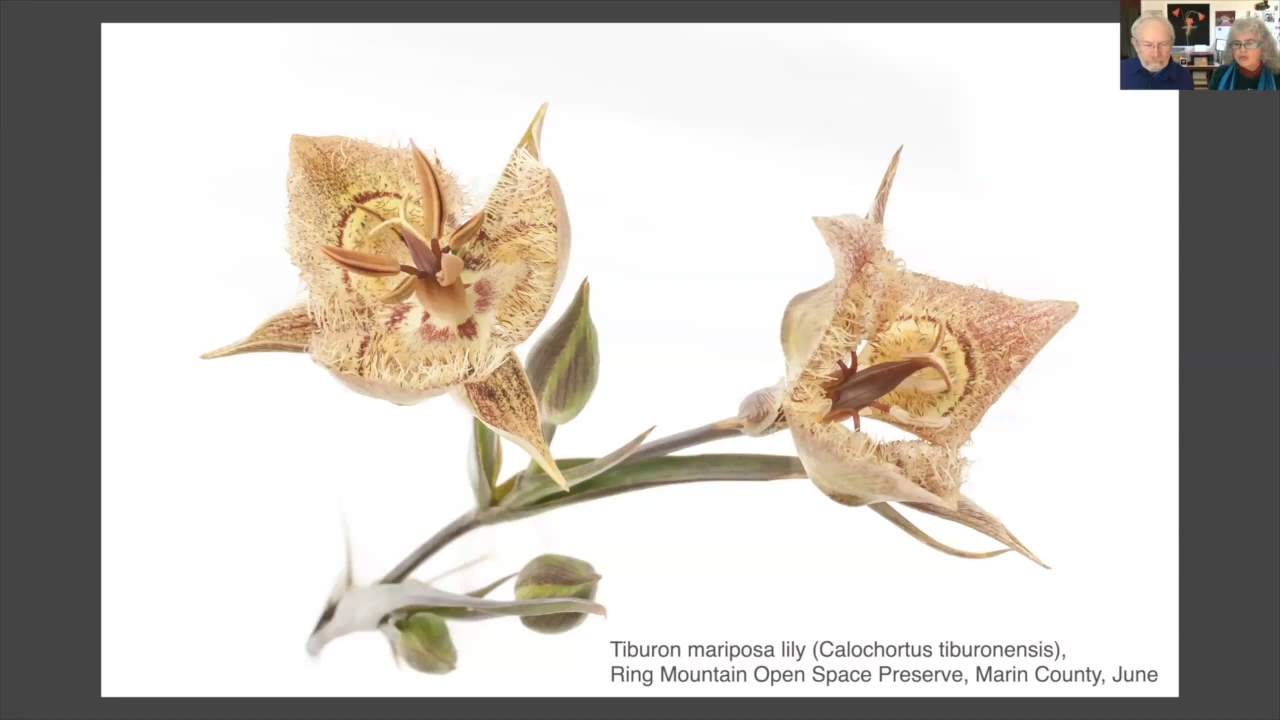 Tiburon mariposa lily (Calochortus tiburonensis),
Ring Mountain Open Space Preserve, Marin County, June